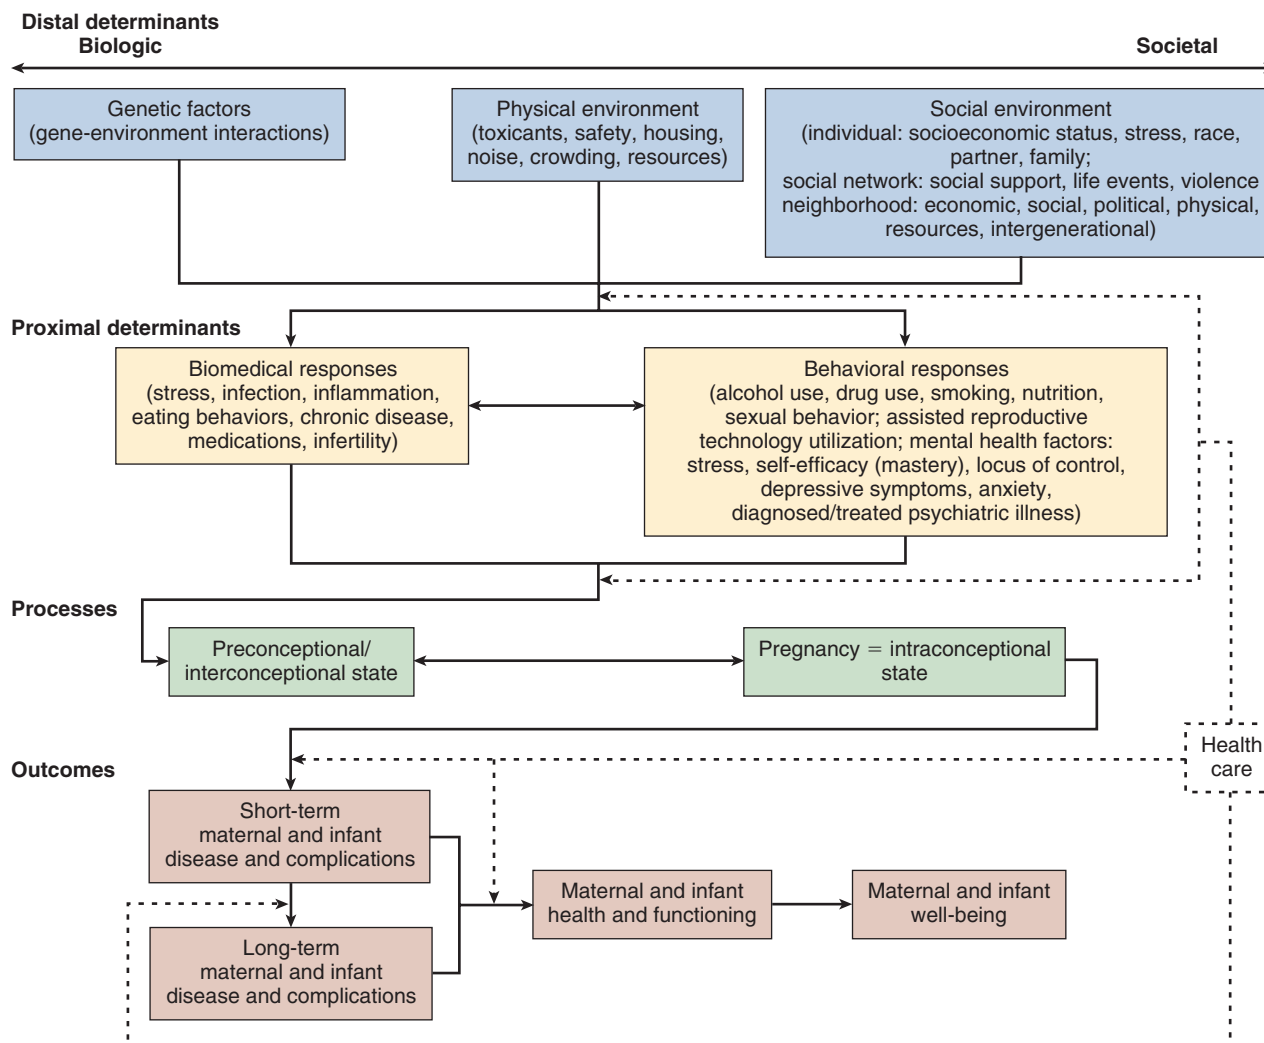 Distal determinants
Biologic
Societal
Genetic factors
(gene-environment interactions)
Physical environment
(toxicants, safety, housing,
noise, crowding, resources)
Social environment
(individual: socioeconomic status, stress, race,
partner, family;
social network: social support, life events, violence
neighborhood: economic, social, political, physical,
resources, intergenerational)
Proximal determinants
Biomedical responses
(stress, infection, inflammation,
eating behaviors, chronic disease,
medications, infertility)
Behavioral responses
(alcohol use, drug use, smoking, nutrition,
sexual behavior; assisted reproductive
technology utilization; mental health factors:
stress, self-efficacy (mastery), locus of control,
depressive symptoms, anxiety,
diagnosed/treated psychiatric illness)
Processes
Preconceptional/
interconceptional state
Pregnancy = intraconceptional
state
Health
care
Outcomes
Short-term
maternal and infant
disease and complications
Maternal and infant
health and functioning
Maternal and infant
well-being
Long-term
maternal and infant
disease and complications